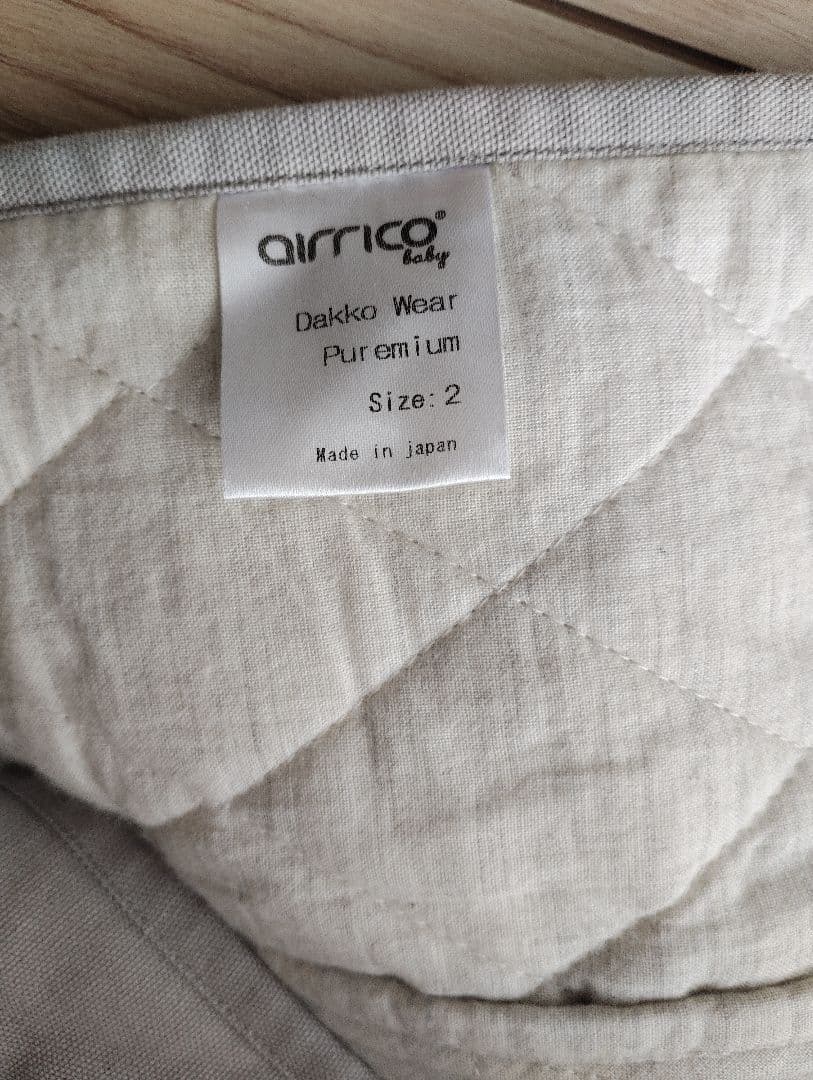 airrico®
baby
Dakko Wear
Puremium
Size: 2
Made in japan